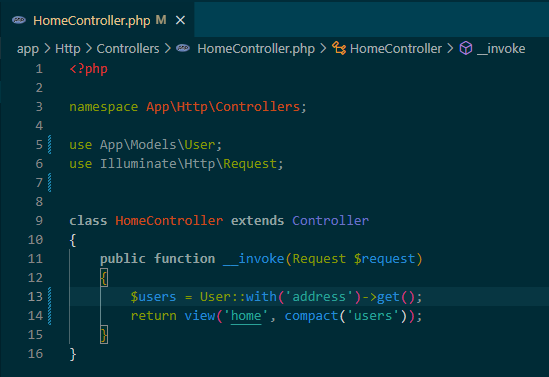 HomeController.php M ×
app > Http > Controllers > HomeController.php > HomeController > __invoke
1 <?php
2
3 namespace App\Http\Controllers;
4
5 use App\Models\User;
6 use Illuminate\Http\Request;
7
8
9 class HomeController extends Controller
10 {
11     public function __invoke(Request $request)
12     {
13         $users = User::with('address')->get();
14         return view('home', compact('users'));
15     }
16 }